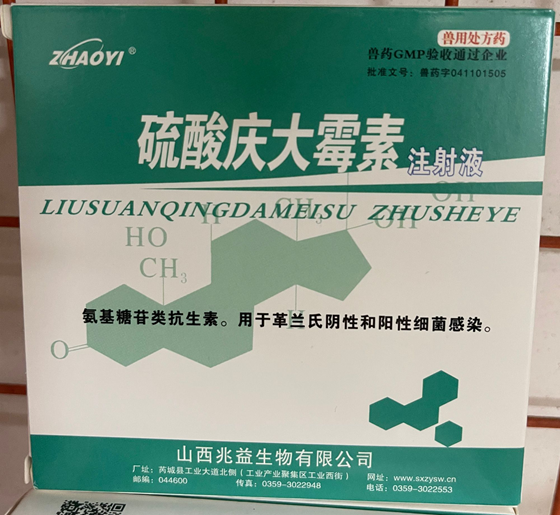 ZHAOYI®
兽用处方药
兽药GMP验收通过企业
批准文号：兽药字041101505
硫酸庆大霉素 注射液
LIUSUANQINGDAMEISU ZHUSHEYE
OH
CH₃
OH
H
HO
CH₃
H
O
氨基糖苷类抗生素。用于革兰氏阴性和阳性细菌感染。
山西兆益生物有限公司
厂址：芮城县工业大道北侧（工业产业聚集区工业西街） 网址：www.sxzysw.cn
邮编：044600 传真：0359-3022948 电话：0359-3022553